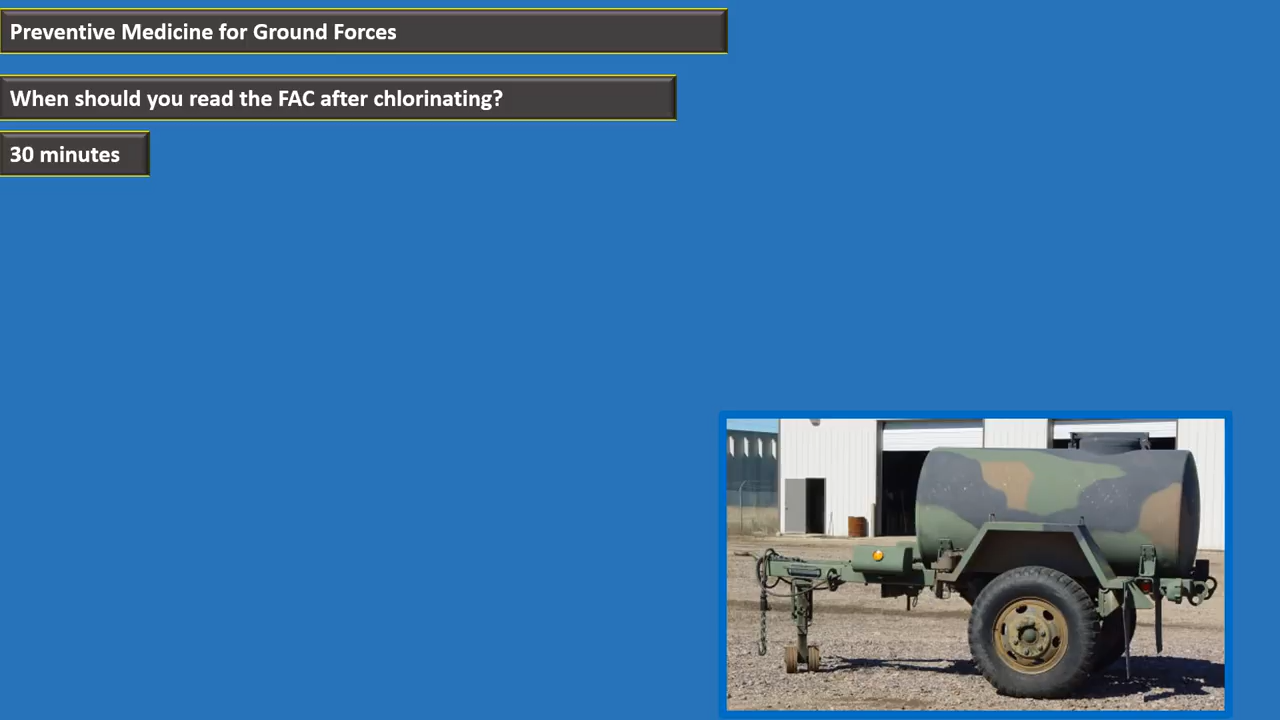 Preventive Medicine for Ground Forces
When should you read the FAC after chlorinating?
30 minutes